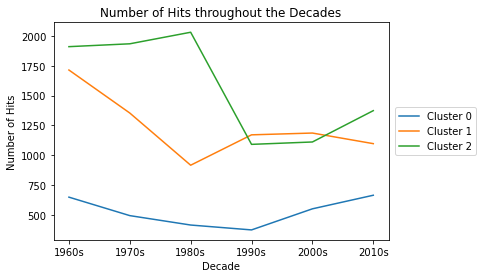 Number of Hits throughout the Decades
Number of Hits
2000
1750
1500
1250
1000
750
500
1960s 1970s 1980s 1990s 2000s 2010s
Decade
Cluster 0
Cluster 1
Cluster 2